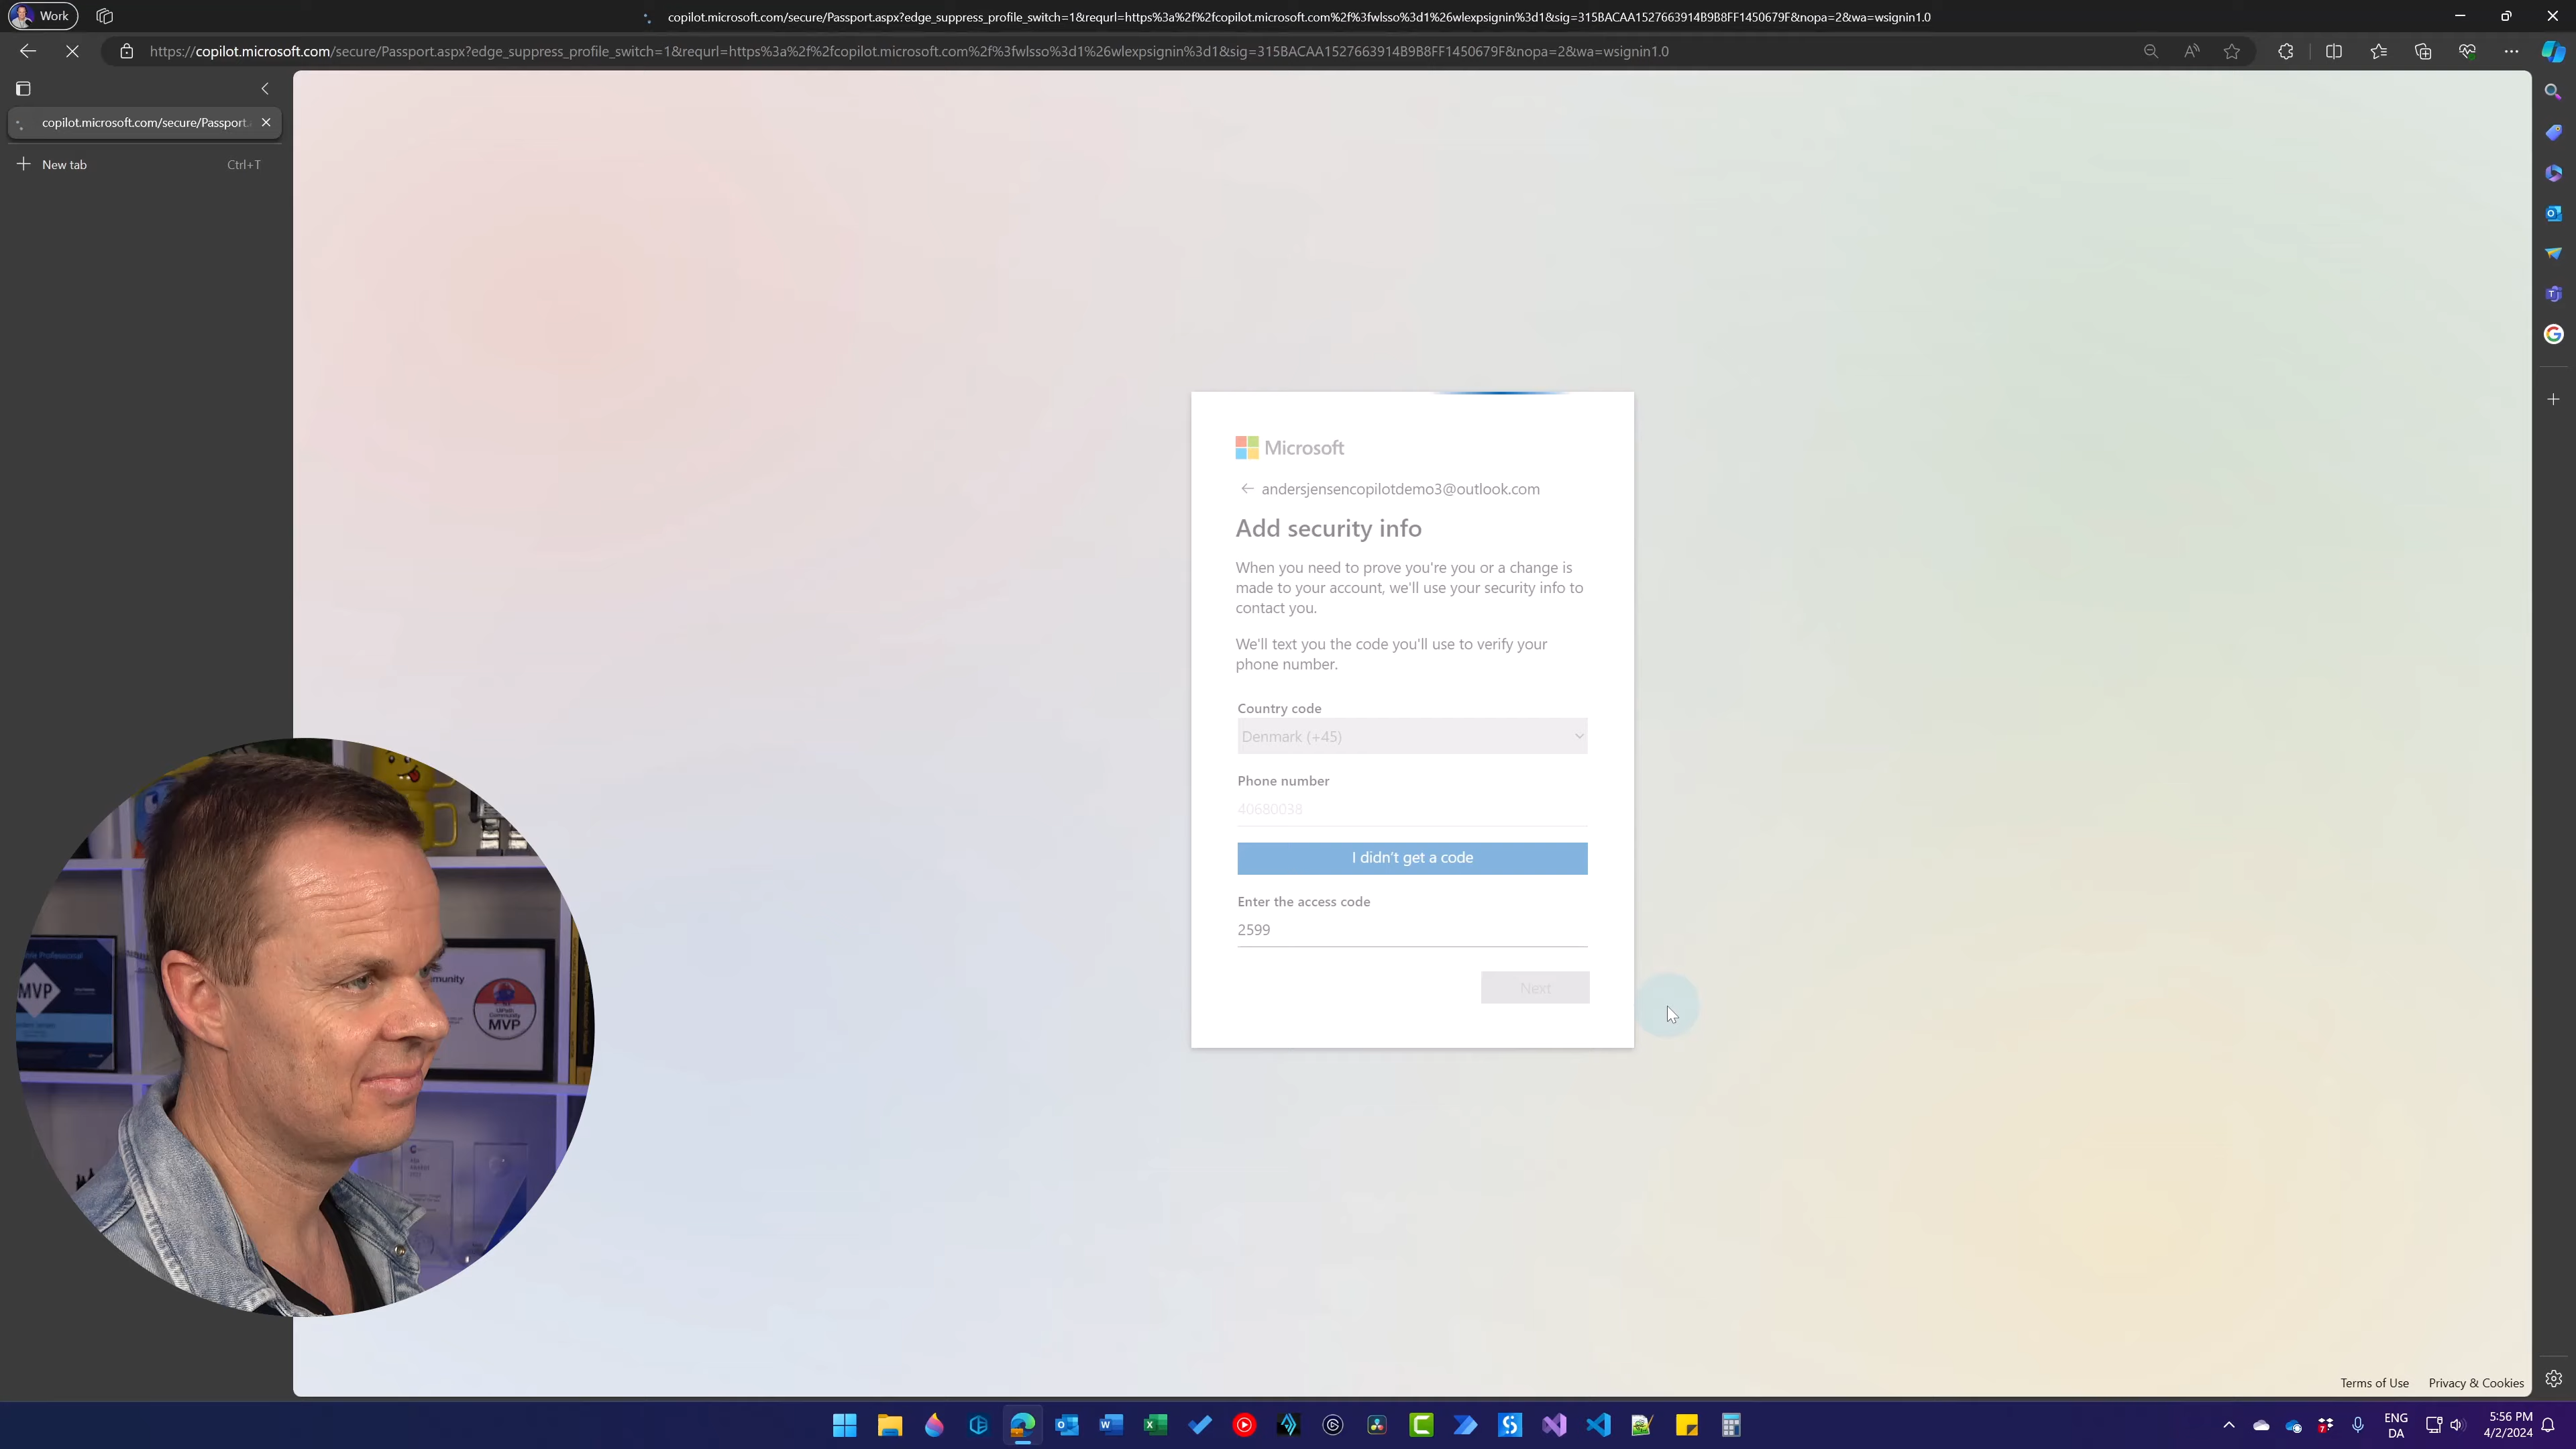 Work
copilot.microsoft.com/secure/Passport.aspx?edge_suppress_profile_switch=1&requrl=https%3a%2f%2fcopilot.microsoft.com%2f%3fwlsso%3d1%26wlexpsignin%3d1&sig=315BACAA1527663914B9B8FF1450679F&nopa=2&wa=wsignin1.0
https://copilot.microsoft.com/secure/Passport.aspx?edge_suppress_profile_switch=1&requrl=https%3a%2f%2fcopilot.microsoft.com%2f%3fwlsso%3d1%26wlexpsignin%3d1&sig=315BACAA1527663914B9B8FF1450679F&nopa=2&wa=wsignin1.0
copilot.microsoft.com/secure/Passport.
New tab Ctrl+T
Microsoft
andersjensencopilotdemo3@outlook.com
Add security info
When you need to prove you're you or a change is
made to your account, we'll use your security info to
contact you.
We'll text you the code you'll use to verify your
phone number.
Country code
Denmark (+45)
Phone number
40680038
I didn't get a code
Enter the access code
2599
Next
MVP
MVP
Terms of Use Privacy & Cookies
ENG
DA
5:56 PM
4/2/2024